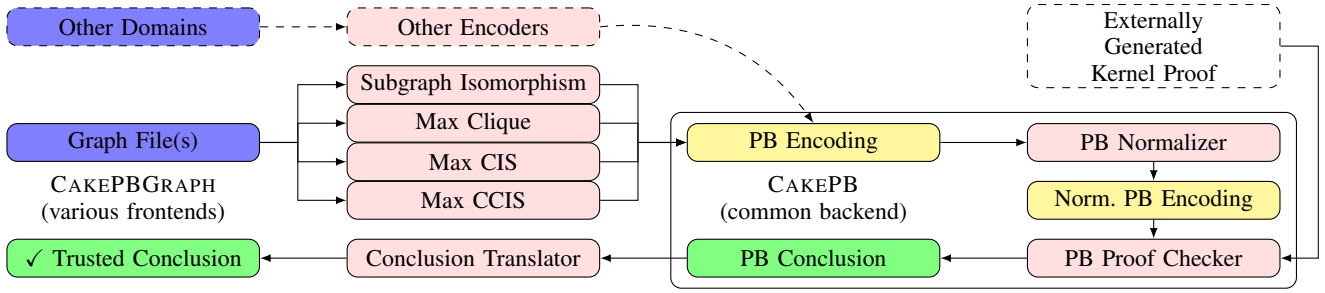 Other Domains
Other Encoders
Externally
Generated
Kernel Proof
Subgraph Isomorphism
Max Clique
Graph File(s)
PB Encoding
PB Normalizer
Max CIS
CAKEPBGRAPH
(various frontends)
Max CCIS
CAKEPB
(common backend)
Norm. PB Encoding
✓ Trusted Conclusion
Conclusion Translator
PB Conclusion
PB Proof Checker